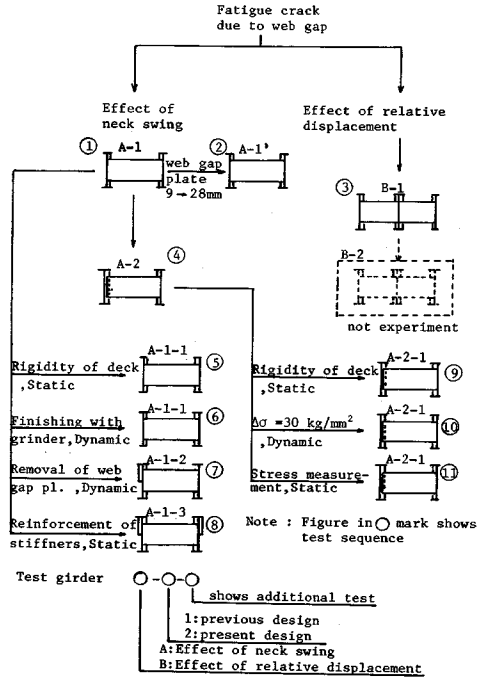 Fatigue crack
due to web gap
Effect of
neck swing
Effect of relative
displacement
① A-1
web gap
plate
9→28mm
② A-1'
③ B-1
B-2
not experiment
A-2 ④
A-1-1 ⑤
Rigidity of deck
,Static
A-1-1 ⑥
Finishing with
grinder,Dynamic
A-1-2 ⑦
Removal of web
gap pl. ,Dynamic
A-1-3 ⑧
Reinforcement of
stiffners,Static
A-2-1 ⑨
Rigidity of deck
,Static
A-2-1 ⑩
Δσ =30 kg/mm²
,Dynamic
A-2-1 ⑪
Stress measure-
ment,Static
Note : Figure in ○ mark shows
test sequence
Test girder ○-○-○
shows additional test
1:previous design
2:present design
A:Effect of neck swing
B:Effect of relative displacement